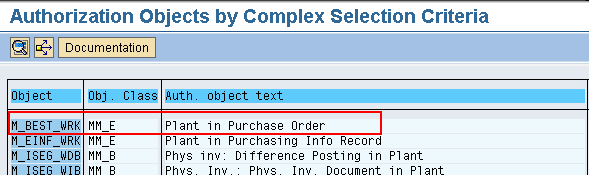 Authorization Objects by Complex Selection Criteria
Documentation
Object Obj. Class Auth. object text
M_BEST_WRK MM_E Plant in Purchase Order
M_EINF_WRK MM_E Plant in Purchasing Info Record
M_ISEG_WDB MM_B Phys inv: Difference Posting in Plant
M_ISEG_WIB MM_B Phys. Inv.: Phys. Inv. Document in Plant